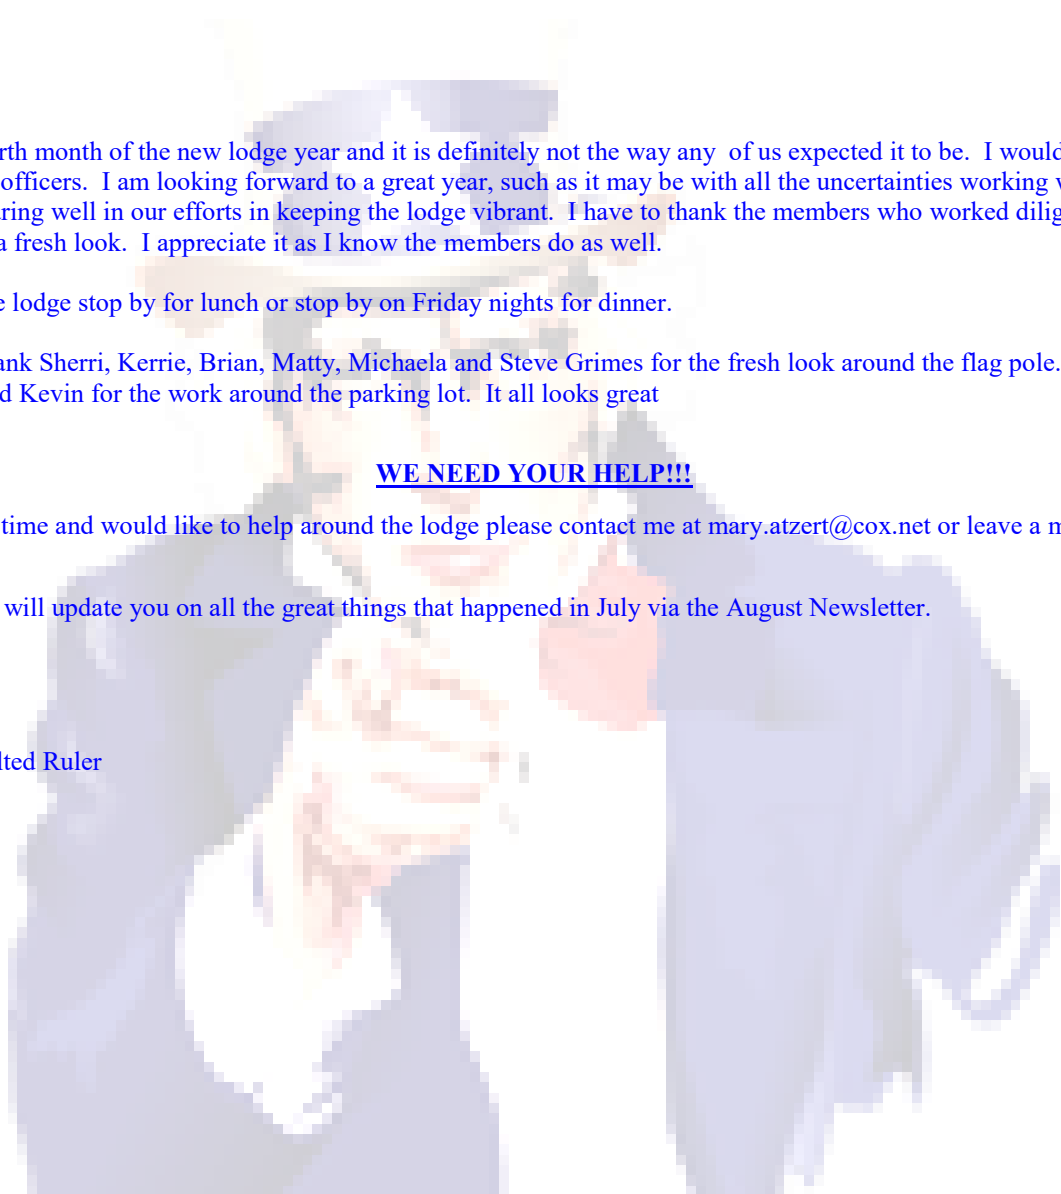 rth month of the new lodge year and it is definitely not the way any of us expected it to be. I would
officers. I am looking forward to a great year, such as it may be with all the uncertainties working
ring well in our efforts in keeping the lodge vibrant. I have to thank the members who worked dilig
a fresh look. I appreciate it as I know the members do as well.
e lodge stop by for lunch or stop by on Friday nights for dinner.
ank Sherri, Kerrie, Brian, Matty, Michaela and Steve Grimes for the fresh look around the flag pole.
d Kevin for the work around the parking lot. It all looks great
WE NEED YOUR HELP!!!
time and would like to help around the lodge please contact me at mary.atzert@cox.net or leave a m
will update you on all the great things that happened in July via the August Newsletter.
lted Ruler